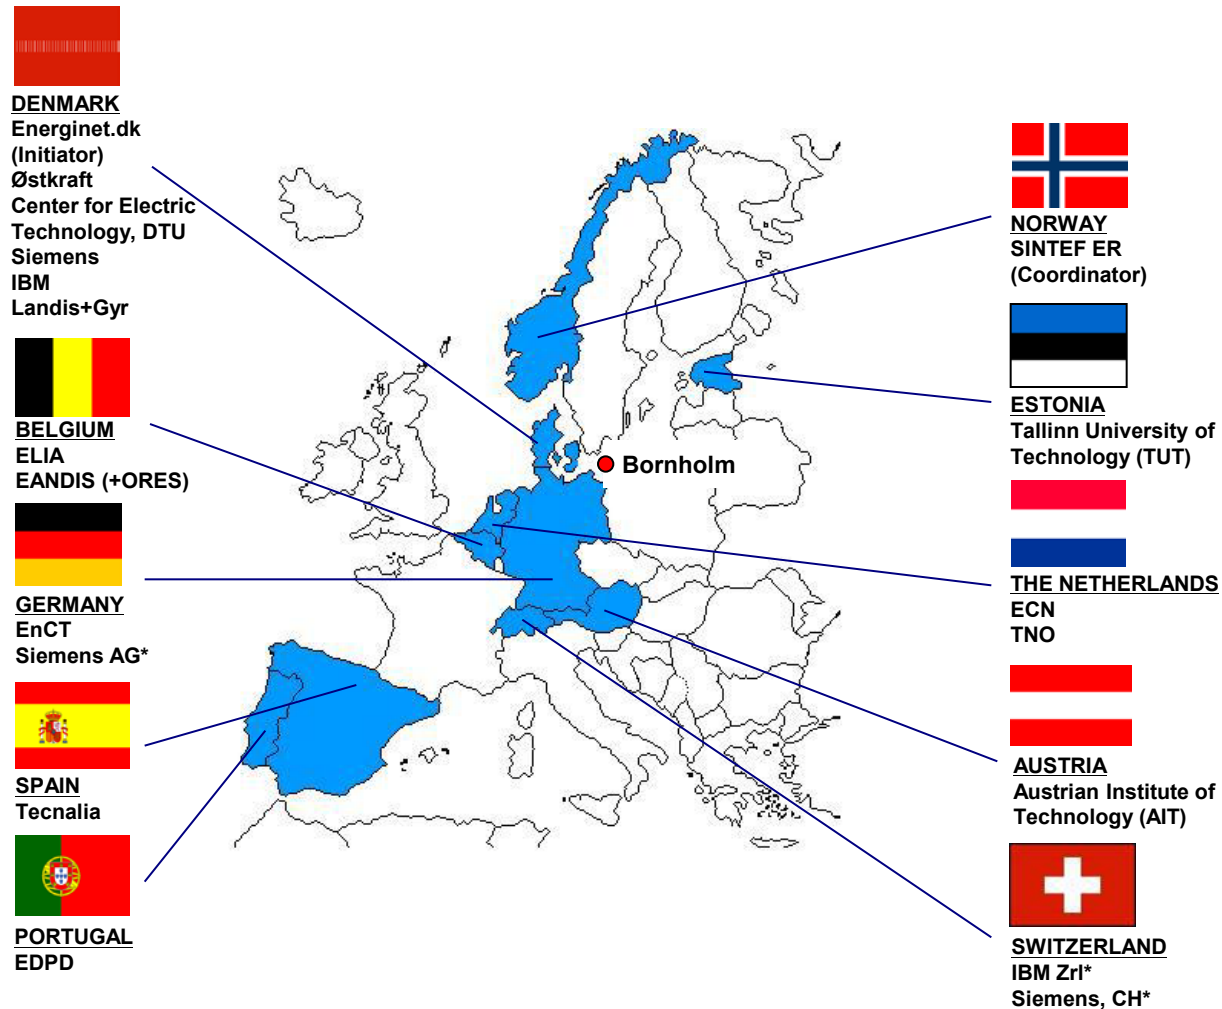 DENMARK
Energinet.dk
(Initiator)
Østkraft
Center for Electric
Technology, DTU
Siemens
IBM
Landis+Gyr
BELGIUM
ELIA
EANDIS (+ORES)
GERMANY
EnCT
Siemens AG*
SPAIN
Tecnalia
PORTUGAL
EDPD
Bornholm
NORWAY
SINTEF ER
(Coordinator)
ESTONIA
Tallinn University of
Technology (TUT)
THE NETHERLANDS
ECN
TNO
AUSTRIA
Austrian Institute of
Technology (AIT)
SWITZERLAND
IBM Zrl*
Siemens, CH*